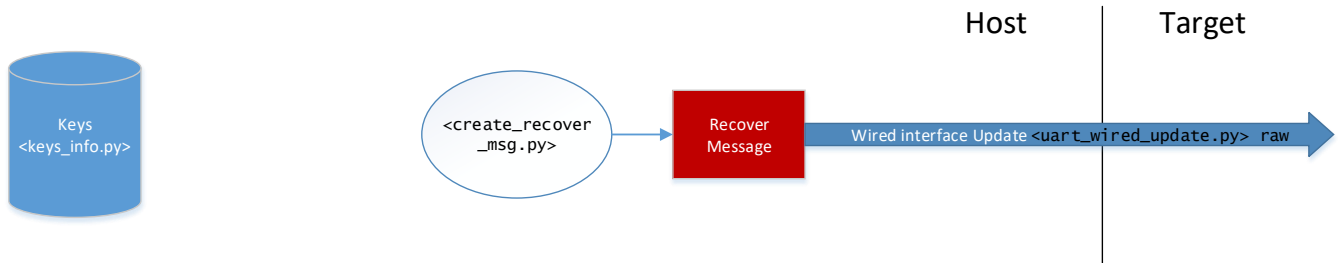 Host
Target
Keys
<keys_info.py>
<create_recover
_msg.py>
Recover
Message
Wired interface Update <uart_wired_update.py> raw